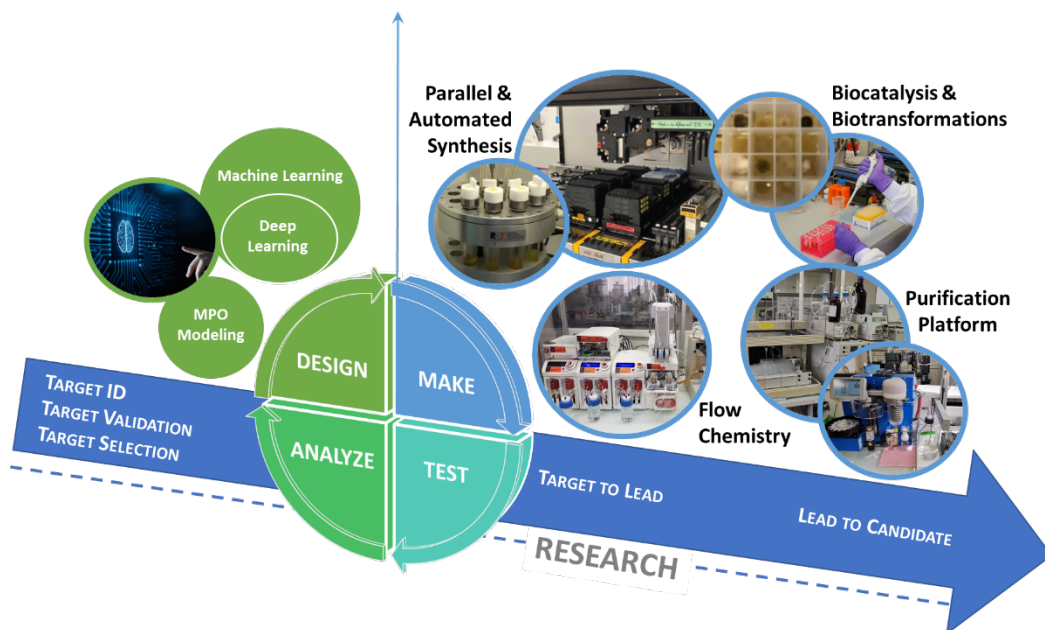 Parallel &
Automated
Synthesis
Biocatalysis &
Biotransformations
Machine Learning
Deep
Learning
MPO
Modeling
Purification
Platform
DESIGN
MAKE
Flow
Chemistry
TARGET ID
TARGET VALIDATION
TARGET SELECTION
ANALYZE
TEST
TARGET TO LEAD
LEAD TO CANDIDATE
RESEARCH